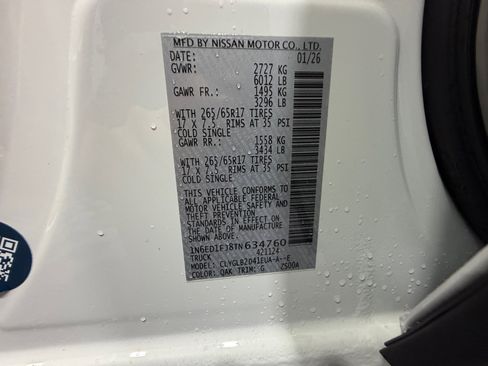 MFD BY NISSAN MOTOR CO., LTD.
DATE: 01/26
GVWR: 2727 KG
6012 LB
GAWR FR.: 1495 KG
3296 LB
WITH 265/65R17 TIRES
17 X 7.5 RIMS AT 35 PSI
COLD SINGLE
GAWR RR.: 1558 KG
3434 LB
WITH 265/65R17 TIRES
17 X 7.5 RIMS AT 35 PSI
COLD SINGLE
THIS VEHICLE CONFORMS TO
ALL APPLICABLE FEDERAL
MOTOR VEHICLE SAFETY AND
THEFT PREVENTION
STANDARDS IN EFFECT ON
THE DATE OF MANUFACTURE
SHOWN ABOVE.
1N6ED1EJ8TN634760
TRUCK 421124
MODEL: CLYGLB2D41EUA-A--E
COLOR: QAK TRIM: G 2S00A